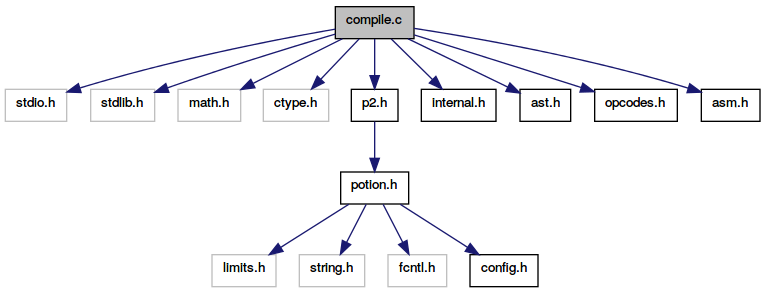 compile.c
stdio.h
stdlib.h
math.h
ctype.h
p2.h
internal.h
ast.h
opcodes.h
asm.h
potion.h
limits.h
string.h
fcntl.h
config.h